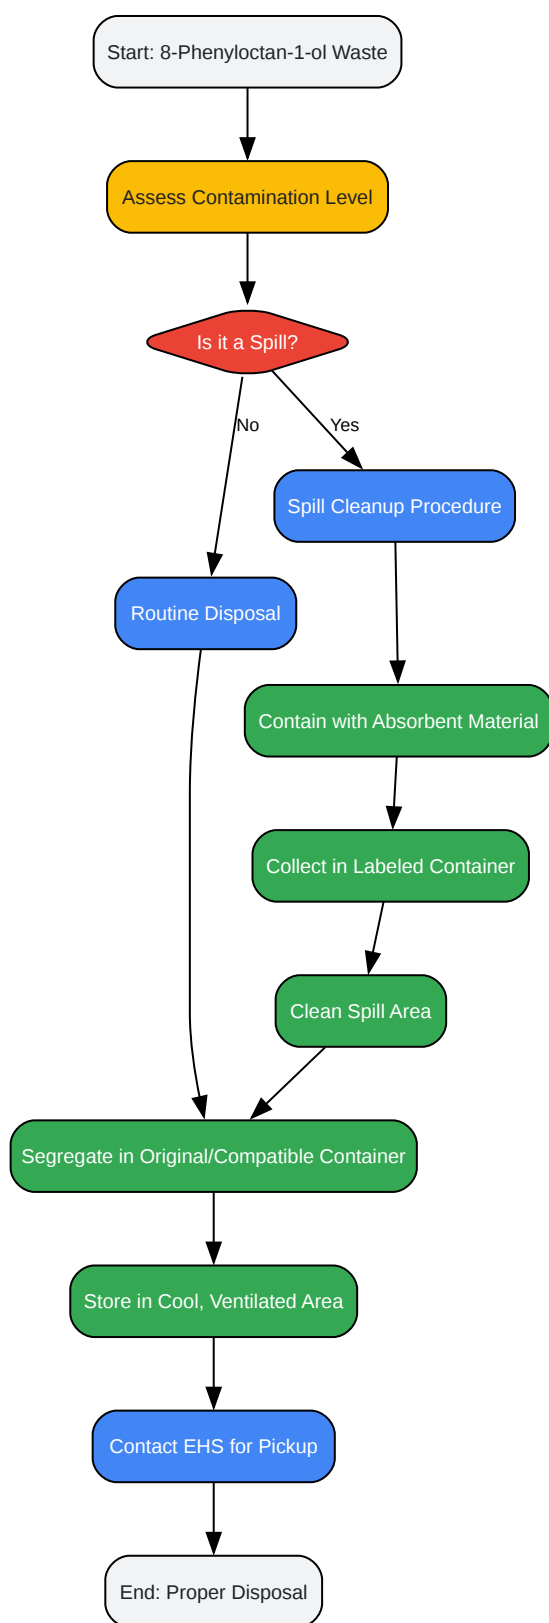 Start: 8-Phenyloctan-1-ol Waste
Assess Contamination Level
Is it a Spill?
No
Yes
Spill Cleanup Procedure
Routine Disposal
Contain with Absorbent Material
Collect in Labeled Container
Clean Spill Area
Segregate in Original/Compatible Container
Store in Cool, Ventilated Area
Contact EHS for Pickup
End: Proper Disposal